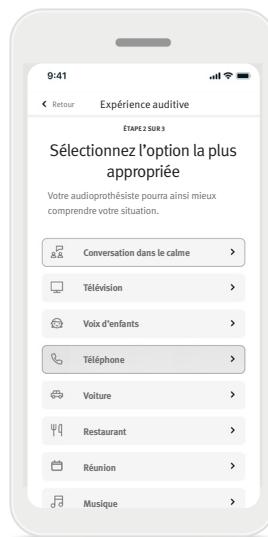 9:41
Retour Expérience auditive
ÉTAPE 2 SUR 3
Sélectionnez l’option la plus
appropriée
Votre audioprothésiste pourra ainsi mieux
comprendre votre situation.
Conversation dans le calme
Télévision
Voix d'enfants
Téléphone
Voiture
Restaurant
Réunion
Musique